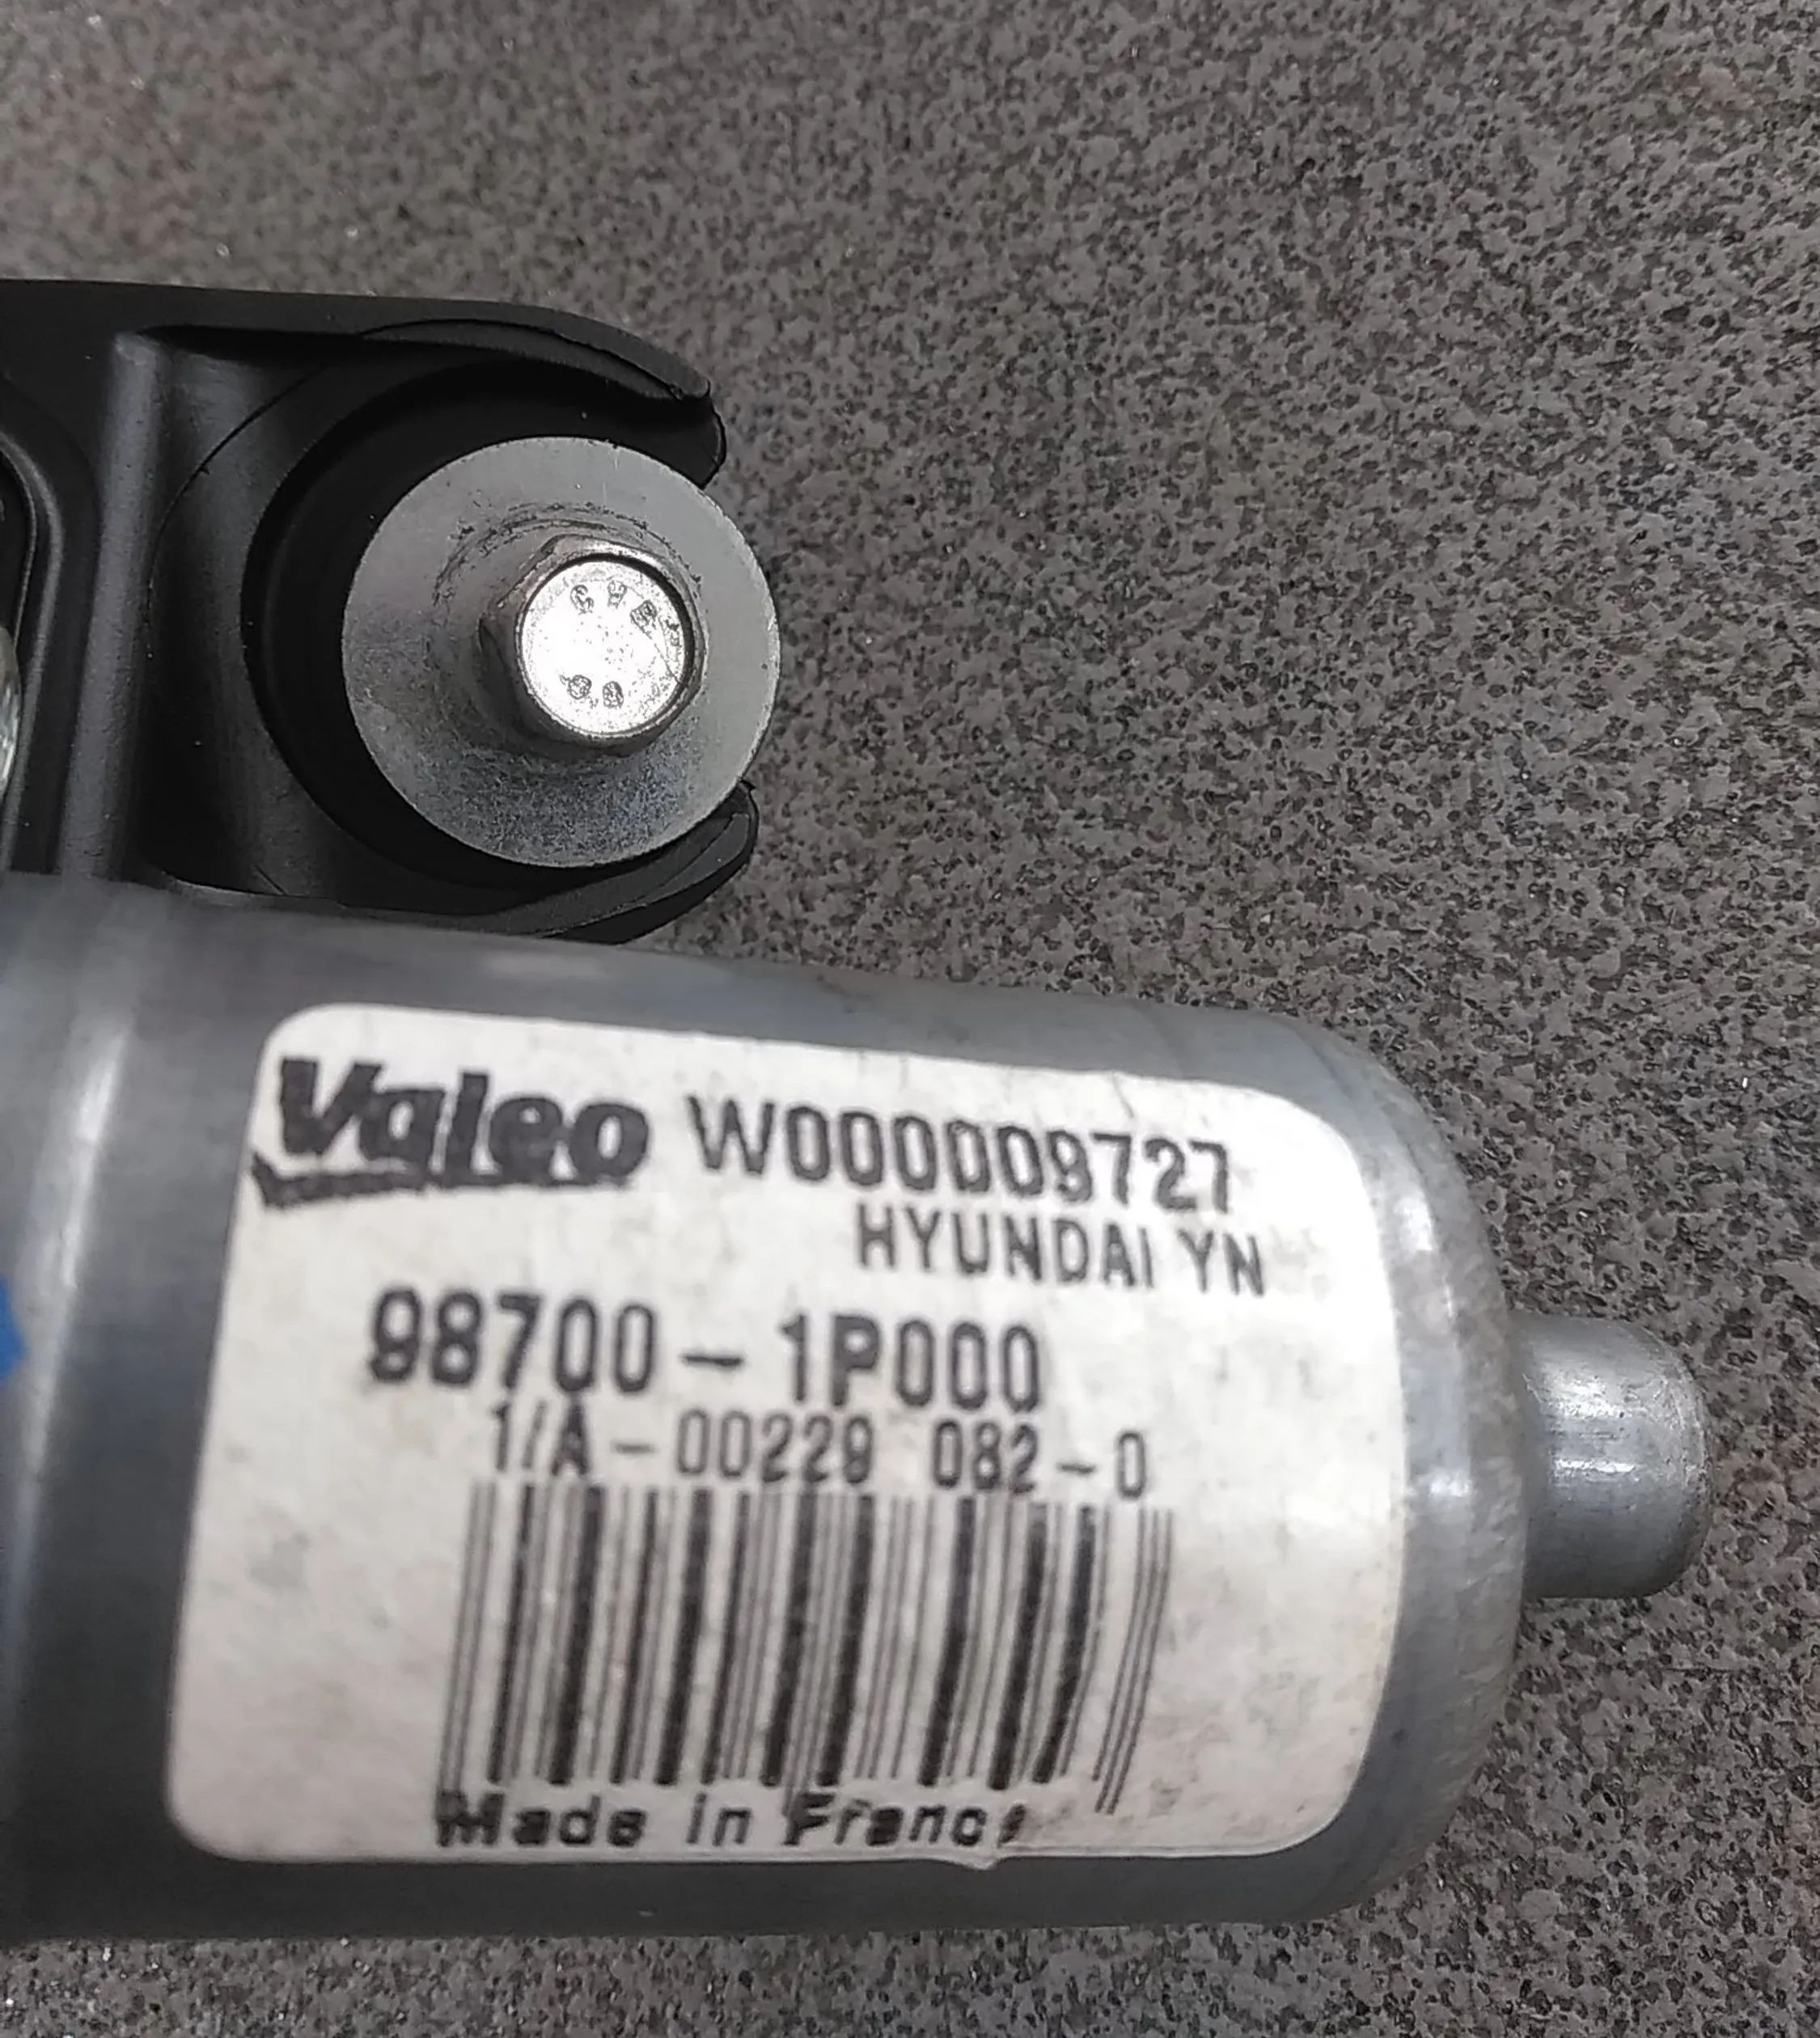 Valeo W000009727
HYUNDAI YN
98700-1P000
1/A-00229 082-0
Made in France